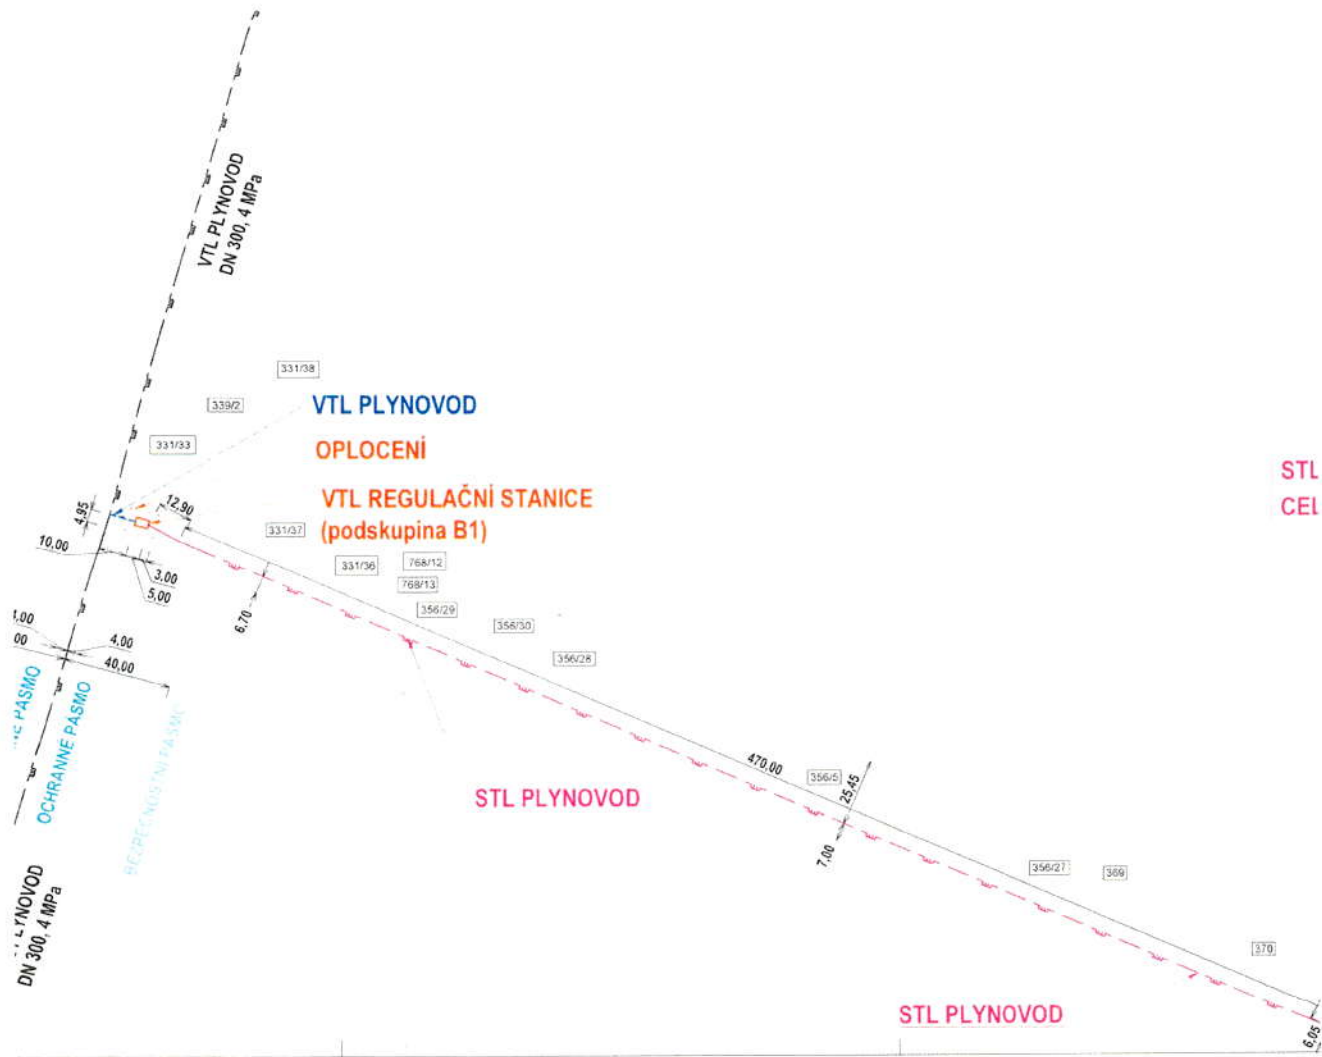 VTL PLYNOVOD
DN 300, 4 MPa
331/38
339/2
VTL PLYNOVOD
331/33
OPLOCENÍ
STL
VTL REGULAČNÍ STANICE
(podskupina B1)
4,95
12,90
331/37
10,00
3,00
5,00
331/36
768/12
768/13
6,70
356/29
356/30
356/28
4,00
40,00
OCHRANNÉ PÁSMO
BEZPEČNOSTNÍ PÁSMO
470,00
356/5
25,45
STL PLYNOVOD
7,00
356/27
369
DN 300, 4 MPa
370
STL PLYNOVOD
6,05